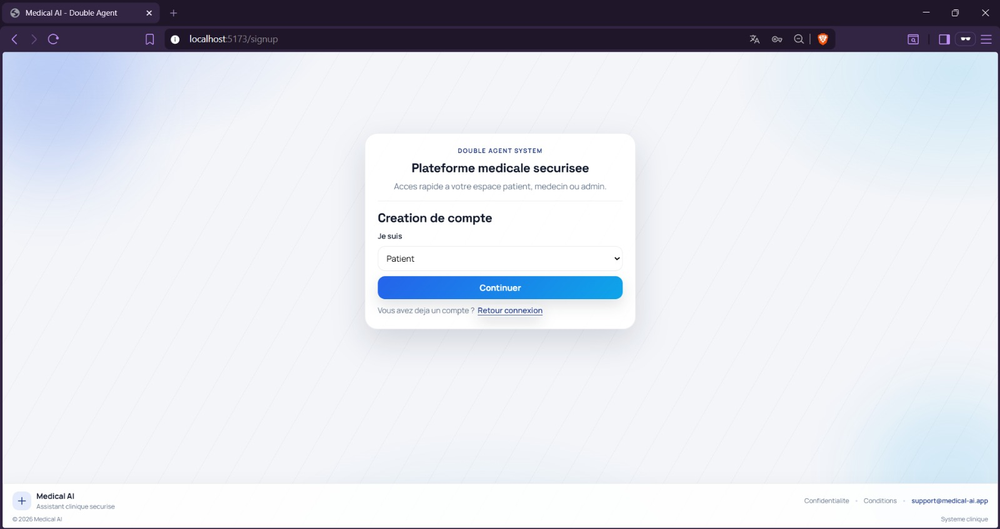 Medical AI - Double Agent
localhost:5173/signup
DOUBLE AGENT SYSTEM
Plateforme medicale securisee
Acces rapide a votre espace patient, medecin ou admin.
Creation de compte
Je suis
Patient
Continuer
Vous avez deja un compte ? Retour connexion
Medical AI
Assistant clinique securise
© 2026 Medical AI
Confidentialite • Conditions • support@medical-ai.app
Systeme clinique